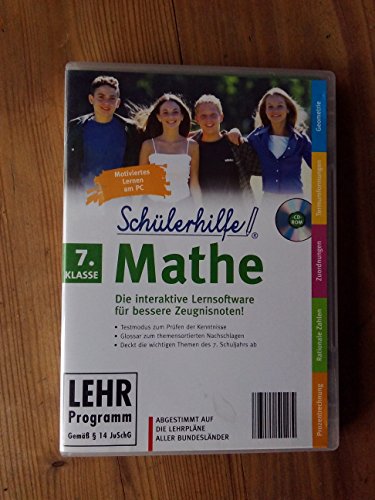 Motiviertes
Lernen
am PC
Schülerhilfe!®
CD-
ROM
7.
KLASSE
Mathe
Die interaktive Lernsoftware
für bessere Zeugnisnoten!
• Testmodus zum Prüfen der Kenntnisse
• Glossar zum themensortierten Nachschlagen
• Deckt die wichtigen Themen des 7. Schuljahrs ab
LEHR
Programm
Gemäß § 14 JuSchG
ABGESTIMMT AUF
DIE LEHRPLÄNE
ALLER BUNDESLÄNDER
Geometrie
Termumformungen
Zuordnungen
Rationale Zahlen
Prozentrechnung